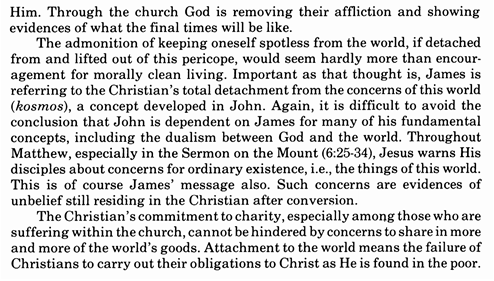 Him. Through the church God is removing their affliction and showing
evidences of what the final times will be like.
The admonition of keeping oneself spotless from the world, if detached
from and lifted out of this pericope, would seem hardly more than encour-
agement for morally clean living. Important as that thought is, James is
referring to the Christian's total detachment from the concerns of this world
(kosmos), a concept developed in John. Again, it is difficult to avoid the
conclusion that John is dependent on James for many of his fundamental
concepts, including the dualism between God and the world. Throughout
Matthew, especially in the Sermon on the Mount (6:25-34), Jesus warns His
disciples about concerns for ordinary existence, i.e., the things of this world.
This is of course James' message also. Such concerns are evidences of
unbelief still residing in the Christian after conversion.
The Christian's commitment to charity, especially among those who are
suffering within the church, cannot be hindered by concerns to share in more
and more of the world's goods. Attachment to the world means the failure of
Christians to carry out their obligations to Christ as He is found in the poor.